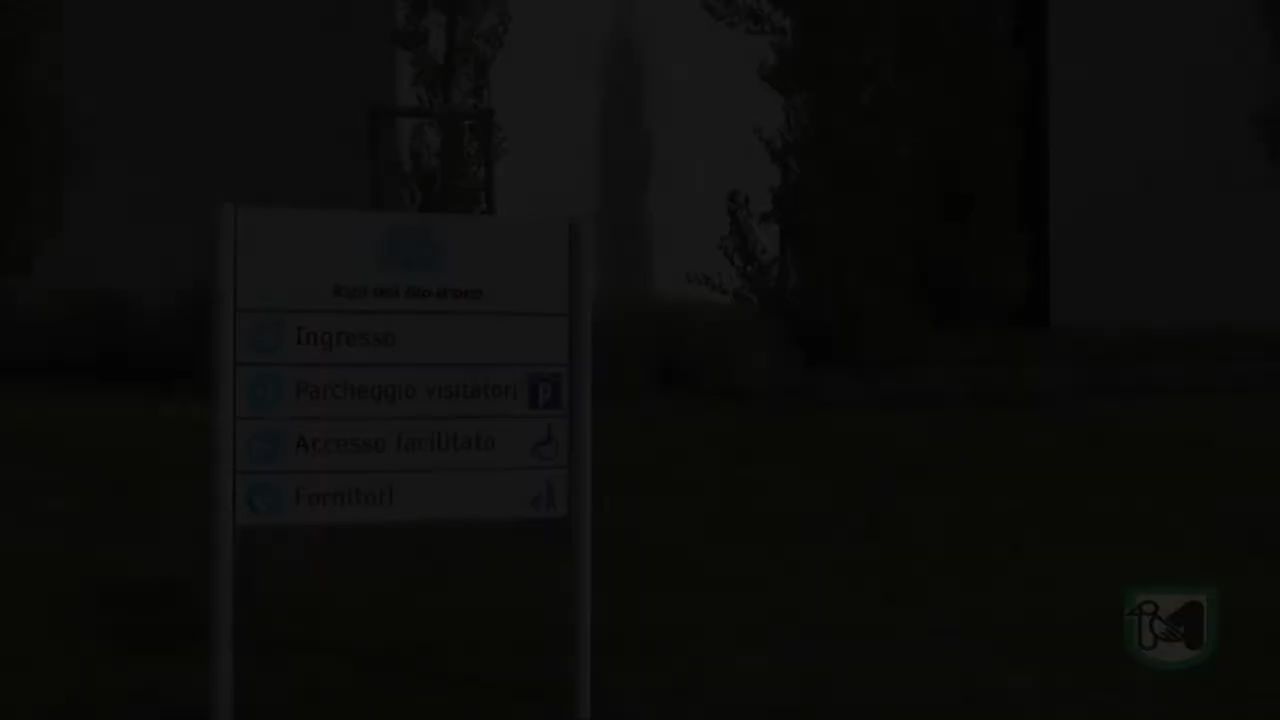 Ingresso
Parcheggio visitatori P
Accesso facilitato
Fornitori